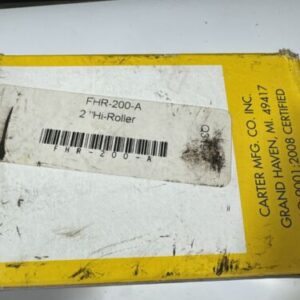 FHR-200-A
2 "Hi-Roller
FHR-200-A
CARTER MFG. CO. INC.
GRAND HAVEN, MI. 49417
9001-2008 CERTIFIED